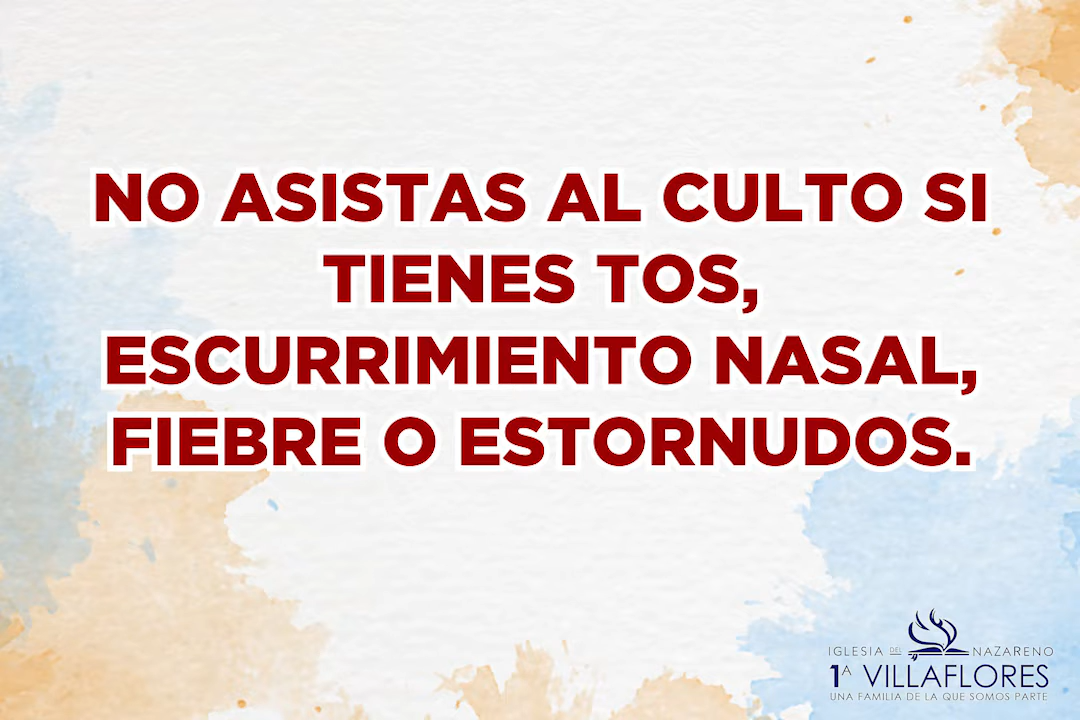 NO ASISTAS AL CULTO SI
TIENES TOS,
ESCURRIMIENTO NASAL,
FIEBRE O ESTORNUDOS.
IGLESIA DEL NAZARENO
1A VILLAFLORES
UNA FAMILIA DE LA QUE SOMOS PARTE